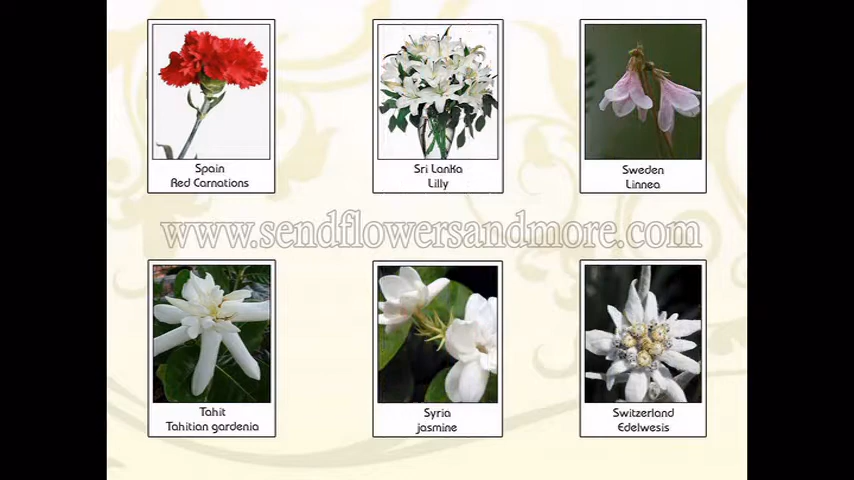 Spain
Red Carnations
Sri Lanka
Lilly
Sweden
Linnea
www.sendflowersandmore.com
Tahit
Tahitian gardenia
Syria
jasmine
Switzerland
Edelwesis